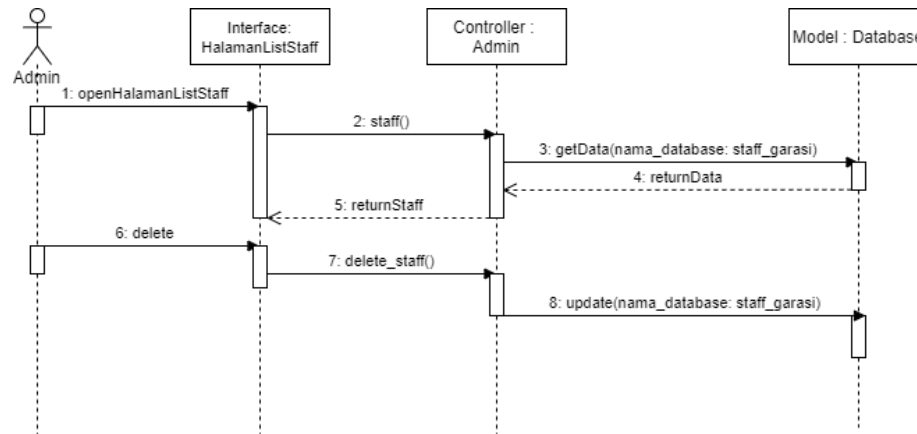 Interface:
HalamanListStaff
Controller :
Admin
Model : Database
Admin
1: openHalamanListStaff
2: staff()
3: getData(nama_database: staff_garasi)
4: returnData
5: returnStaff
6: delete
7: delete_staff()
8: update(nama_database: staff_garasi)